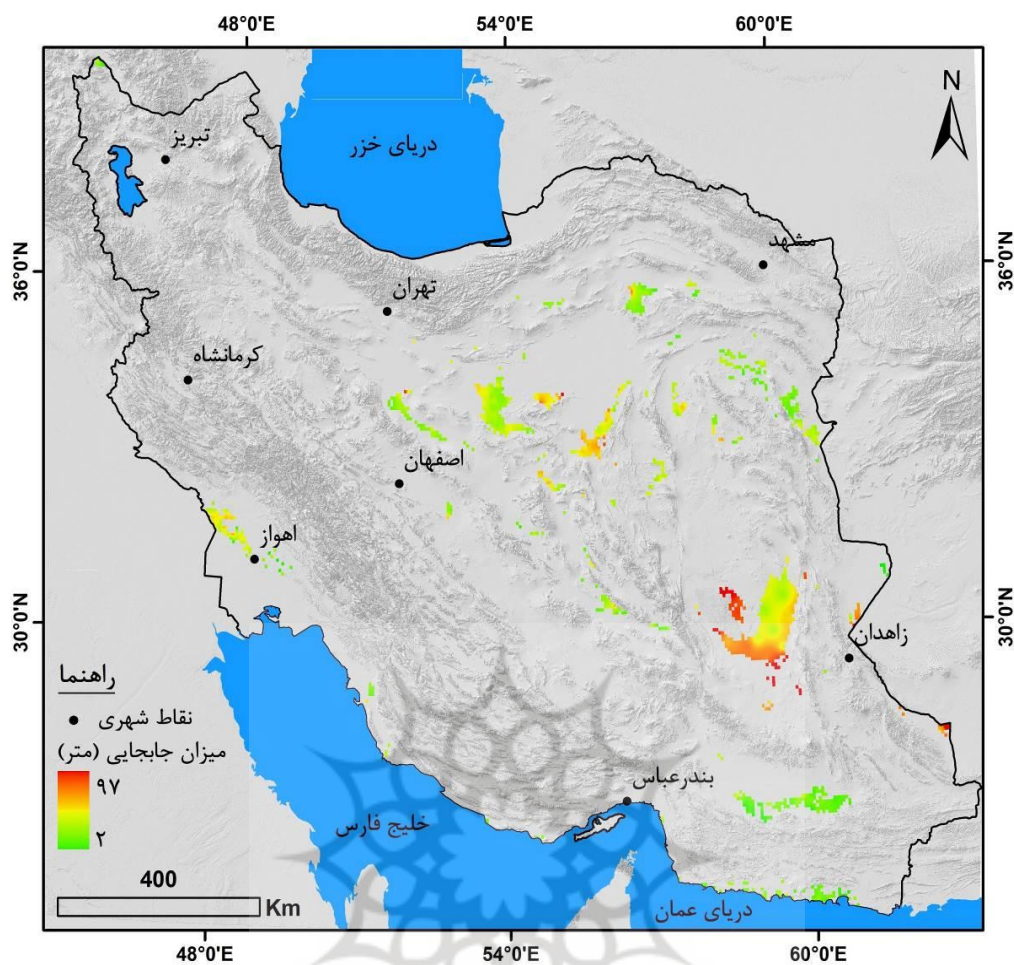 48°0'E 54°0'E 60°0'E
N
تبریز
دریای خزر
مشهد
36°0'N
36°0'N
تهران
کرمانشاه
اصفهان
اهواز
30°0'N
30°0'N
زاهدان
راهنما
نقاط شهری
میزان جابجایی (متر)
۹۷
۲
بندرعباس
خلیج فارس
400
Km
دریای عمان
48°0'E 54°0'E 60°0'E